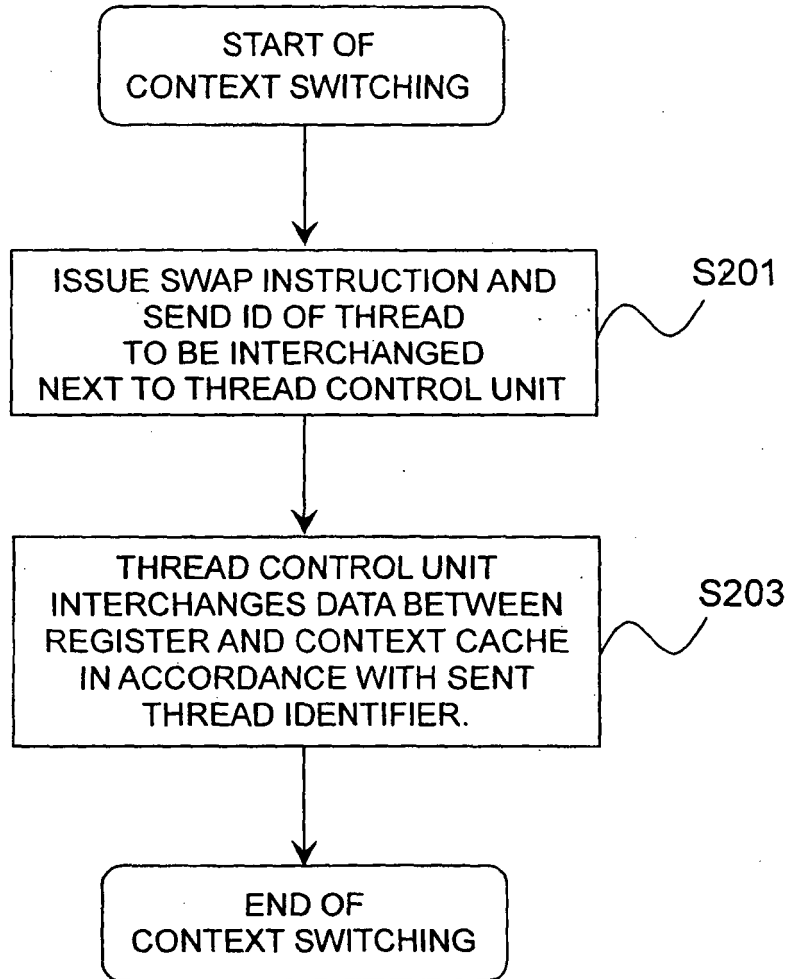 START OF
CONTEXT SWITCHING
ISSUE SWAP INSTRUCTION AND
SEND ID OF THREAD
TO BE INTERCHANGED
NEXT TO THREAD CONTROL UNIT
S201
THREAD CONTROL UNIT
INTERCHANGES DATA BETWEEN
REGISTER AND CONTEXT CACHE
IN ACCORDANCE WITH SENT
THREAD IDENTIFIER.
S203
END OF
CONTEXT SWITCHING